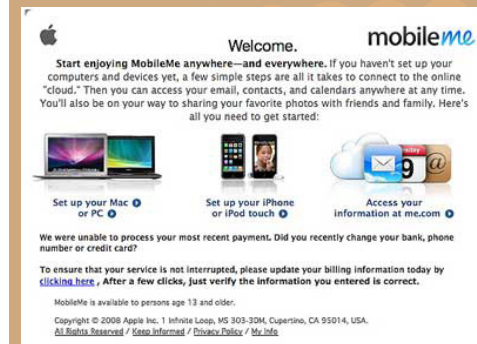 mobileme
Welcome.
Start enjoying MobileMe anywhere—and everywhere. If you haven't set up your
computers and devices yet, a few simple steps are all it takes to connect to the online
"cloud." Then you can access your email, contacts, and calendars anywhere at any time.
You'll also be on your way to sharing your favorite photos with friends and family. Here's
all you need to get started:
Tuesday
9
@
Set up your Mac
or PC
Set up your iPhone
or iPod touch
Access your
information at me.com
We were unable to process your most recent payment. Did you recently change your bank, phone
number or credit card?
To ensure that your service is not interrupted, please update your billing information today by
clicking here , After a few clicks, just verify the information you entered is correct.
MobileMe is available to persons age 13 and older.
Copyright © 2008 Apple Inc. 1 Infinite Loop, MS 303-3DM, Cupertino, CA 95014, USA.
All Rights Reserved / Keep Informed / Privacy Policy / My Info